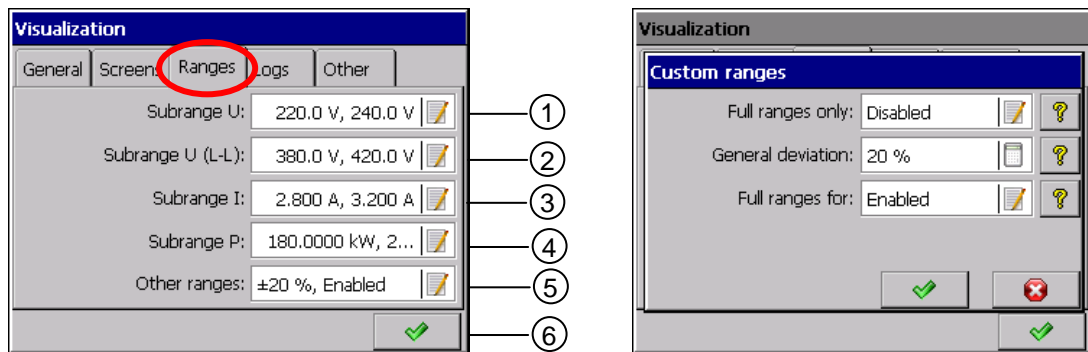 Visualization
General Screens Ranges Logs Other
Subrange U: 220.0 V, 240.0 V
Subrange U (L-L): 380.0 V, 420.0 V
Subrange I: 2.800 A, 3.200 A
Subrange P: 180.0000 kW, 2...
Other ranges: ±20 %, Enabled
1
2
3
4
5
6
Visualization
Custom ranges
Full ranges only: Disabled ?
General deviation: 20 % ?
Full ranges for: Enabled ?